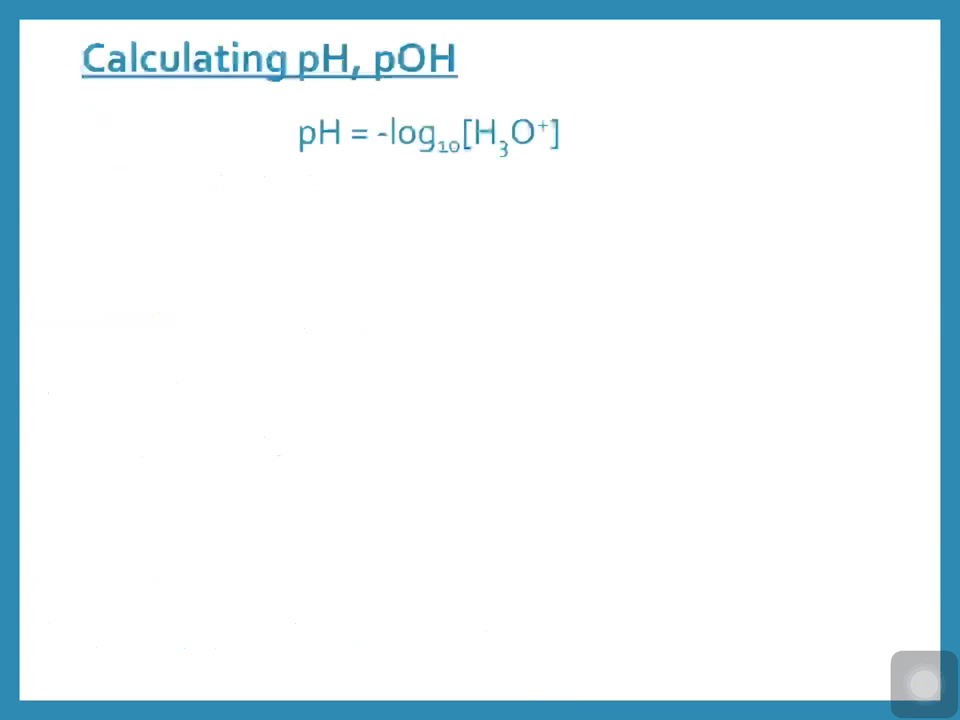 Calculating pH, pOH
pH = -log₁₀[H₃O⁺]